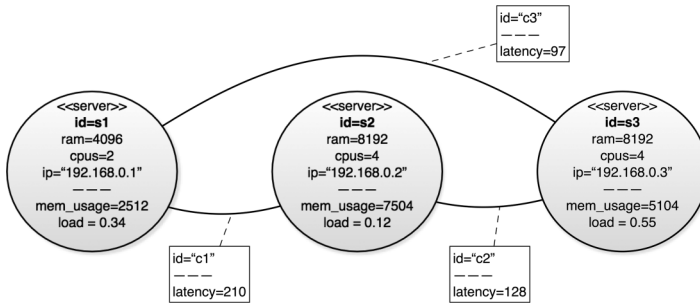 id=“c3”
———
latency=97
<<server>>
id=s1
ram=4096
cpus=2
ip=“192.168.0.1”
———
mem_usage=2512
load = 0.34
<<server>>
id=s2
ram=8192
cpus=4
ip=“192.168.0.2”
———
mem_usage=7504
load = 0.12
<<server>>
id=s3
ram=8192
cpus=4
ip=“192.168.0.3”
———
mem_usage=5104
load = 0.55
id=“c1”
———
latency=210
id=“c2”
———
latency=128